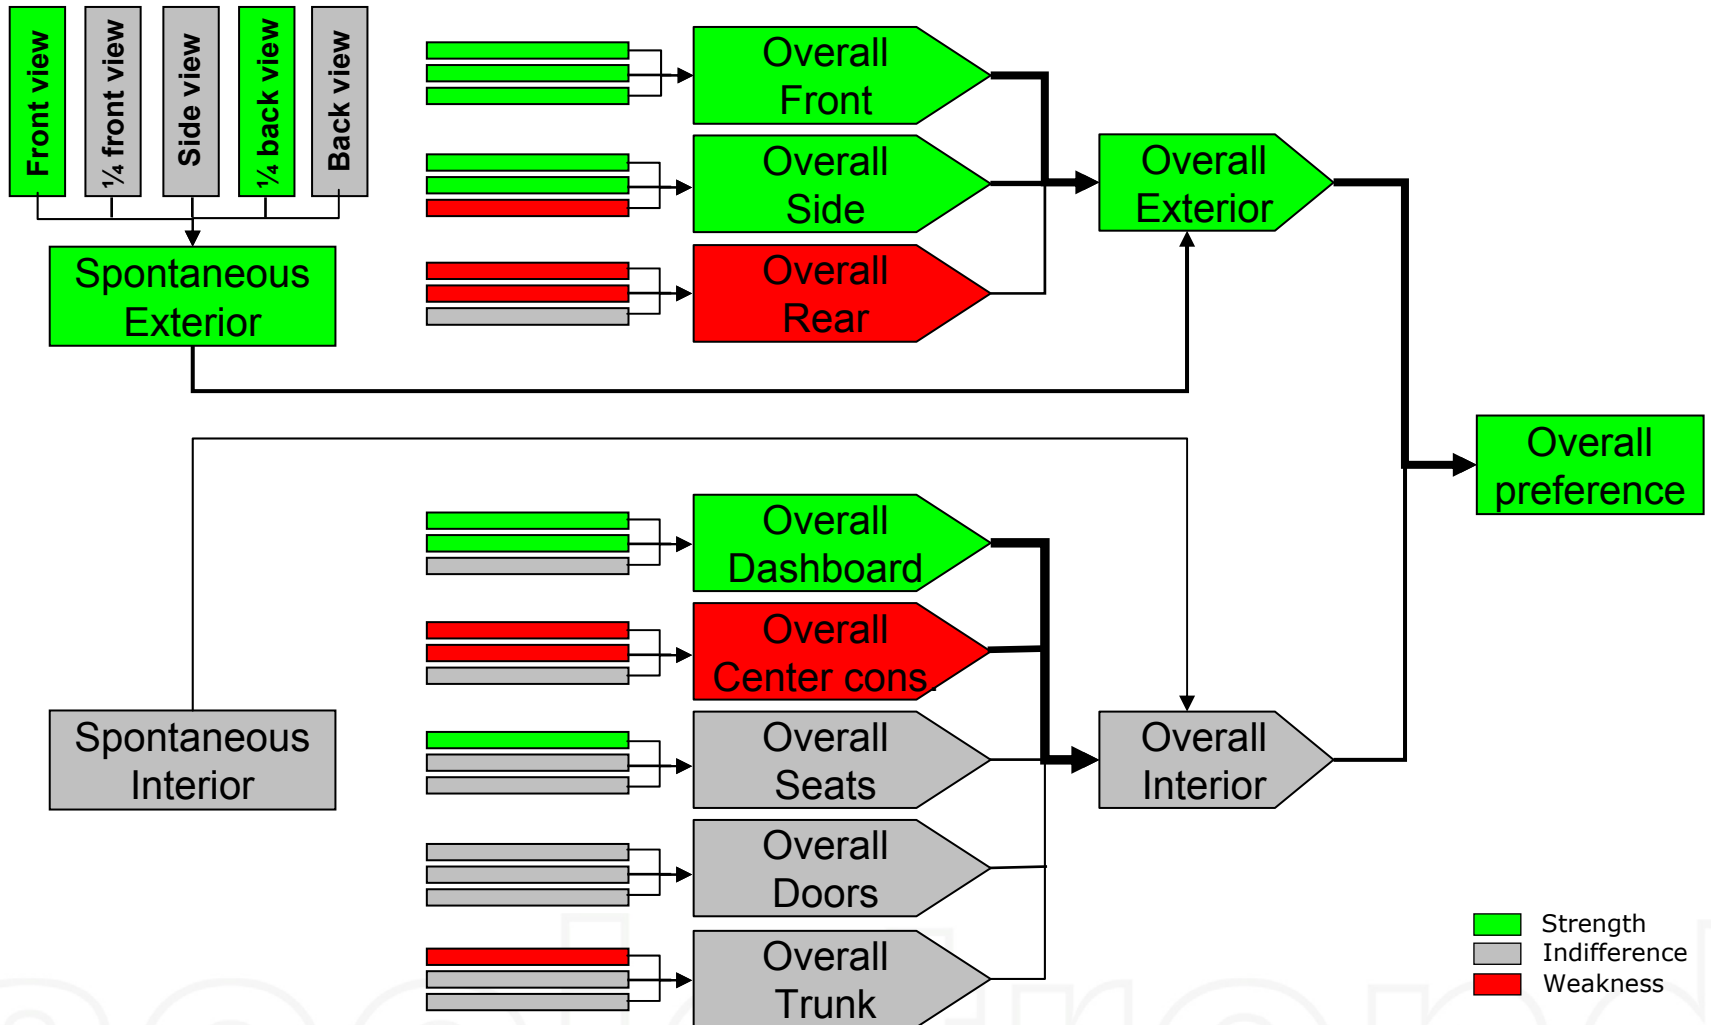 Front view
¼ front view
Side view
¼ back view
Back view
Spontaneous
Exterior
Overall
Front
Overall
Side
Overall
Rear
Overall
Exterior
Overall
preference
Spontaneous
Interior
Overall
Dashboard
Overall
Center cons.
Overall
Seats
Overall
Doors
Overall
Trunk
Overall
Interior
Strength
Indifference
Weakness